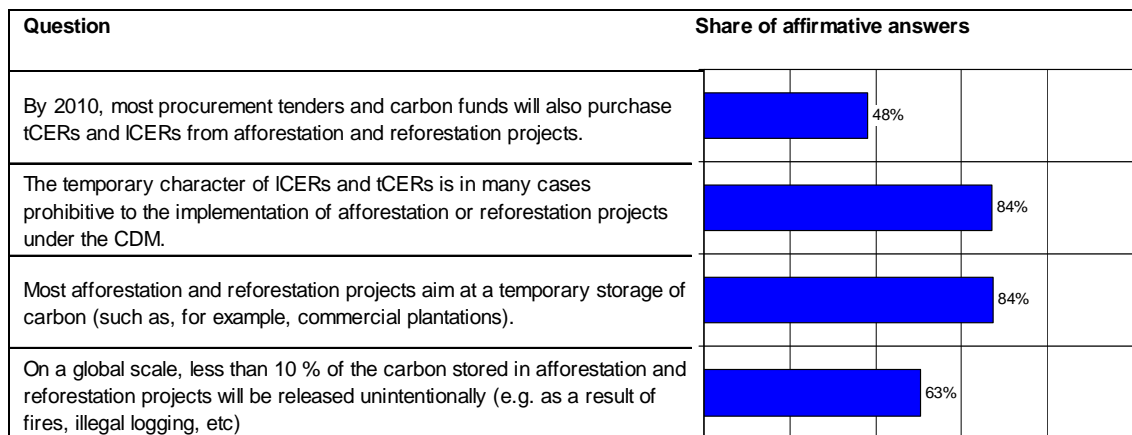 Question Share of affirmative answers
By 2010, most procurement tenders and carbon funds will also purchase
tCERs and lCERs from afforestation and reforestation projects.
48%
The temporary character of lCERs and tCERs is in many cases
prohibitive to the implementation of afforestation or reforestation projects
under the CDM.
84%
Most afforestation and reforestation projects aim at a temporary storage of
carbon (such as, for example, commercial plantations).
84%
On a global scale, less than 10 % of the carbon stored in afforestation and
reforestation projects will be released unintentionally (e.g. as a result of
fires, illegal logging, etc)
63%